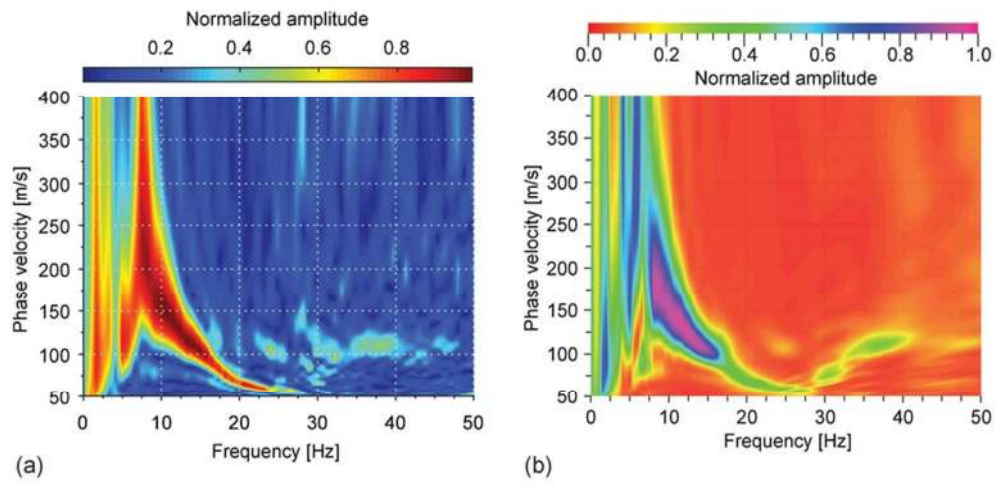 Normalized amplitude
0.2 0.4 0.6 0.8
400
350
300
250
200
150
100
50
Phase velocity [m/s]
0 10 20 30 40 50
Frequency [Hz]
(a)
0.0 0.2 0.4 0.6 0.8 1.0
Normalized amplitude
400
350
300
250
200
150
100
50
Phase velocity [m/s]
0 10 20 30 40 50
Frequency [Hz]
(b)